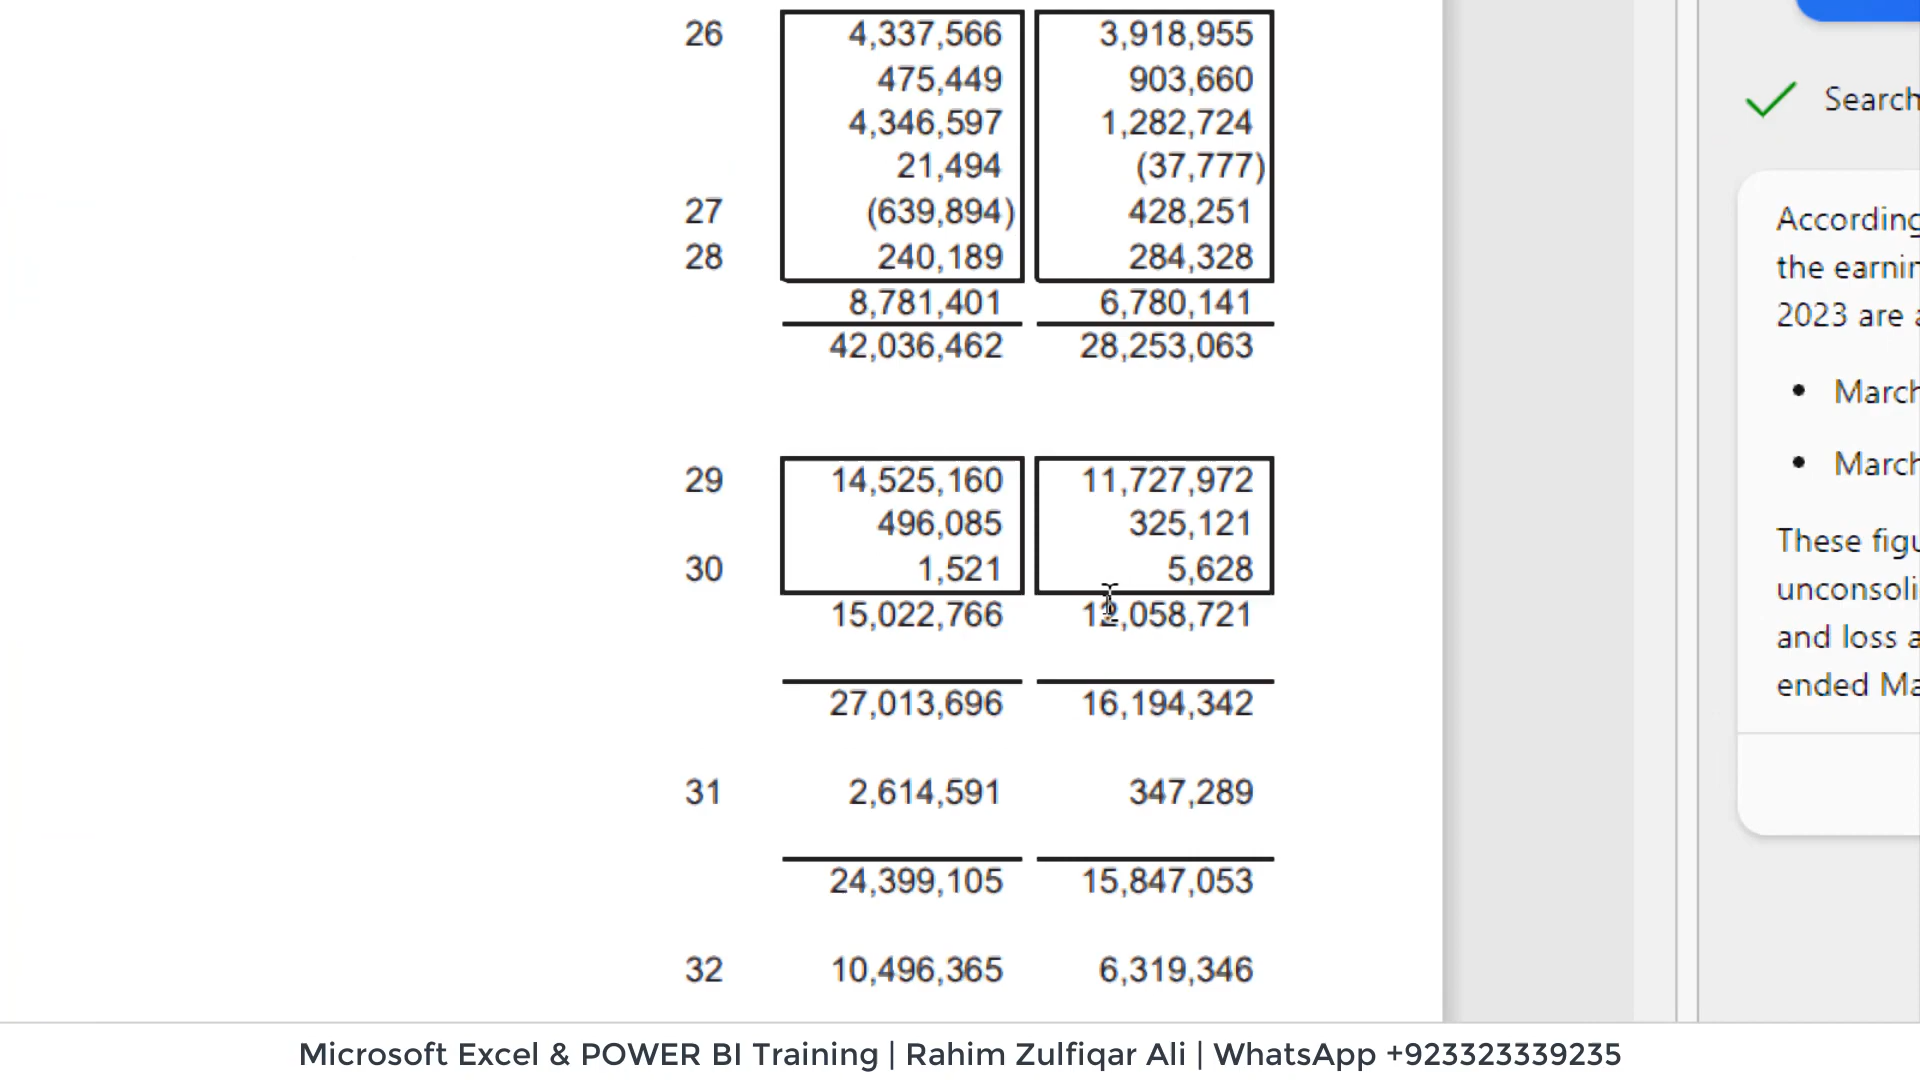 26 4,337,566 3,918,955
475,449 903,660
4,346,597 1,282,724
21,494 (37,777)
27 (639,894) 428,251
28 240,189 284,328
8,781,401 6,780,141
42,036,462 28,253,063
29 14,525,160 11,727,972
496,085 325,121
30 1,521 5,628
15,022,766 12,058,721
27,013,696 16,194,342
31 2,614,591 347,289
24,399,105 15,847,053
32 10,496,365 6,319,346
Search
According
the earnin
2023 are a
• March
• March
These figu
unconsoli
and loss a
ended Ma
Microsoft Excel & POWER BI Training | Rahim Zulfiqar Ali | WhatsApp +923323339235